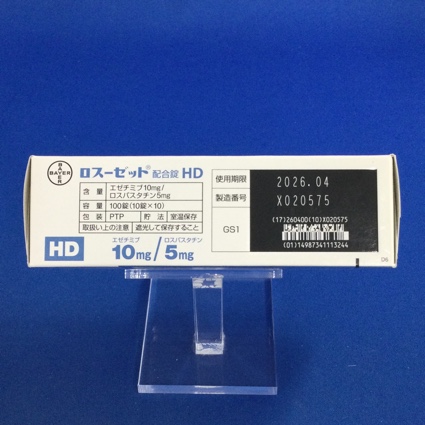 BAYER
ロスーゼット® 配合錠 HD
含 量 エゼチミブ10mg/
ロスバスタチン5mg
容 量 100錠(10錠×10)
包 装 PTP 貯 法 室温保存
取扱い上の注意 遮光して保存すること
HD
エゼチミブ ロスバスタチン
10mg/5mg
使用期限 2026.04
製造番号 X020575
GS1
(17)260400(10)X020575
(01)14987341113244
D6